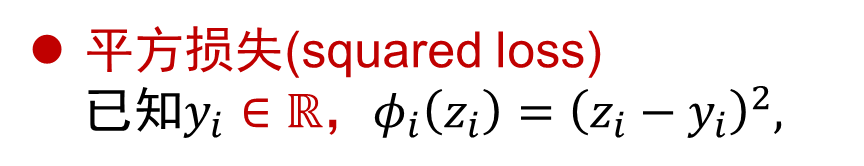 ● 平方损失(squared loss)
已知𝑦ᵢ ∈ ℝ，𝜙ᵢ(𝑧ᵢ) = (𝑧ᵢ − 𝑦ᵢ)²,